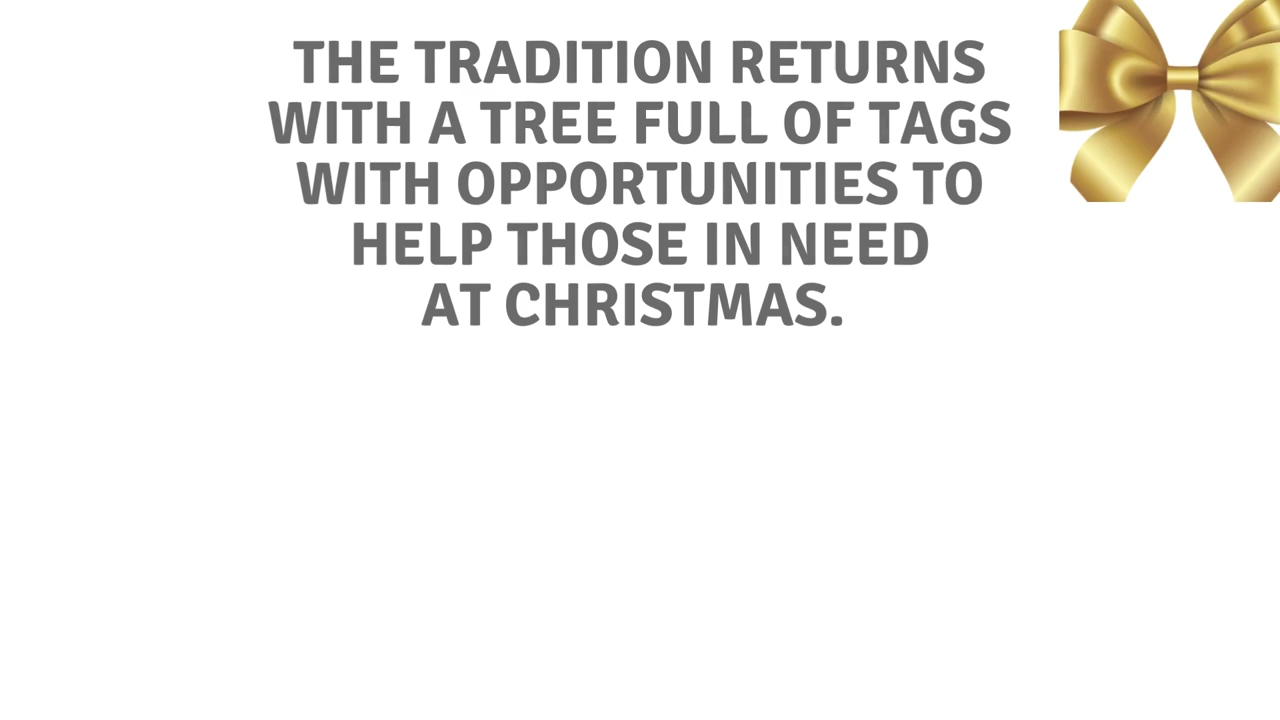 THE TRADITION RETURNS
WITH A TREE FULL OF TAGS
WITH OPPORTUNITIES TO
HELP THOSE IN NEED
AT CHRISTMAS.